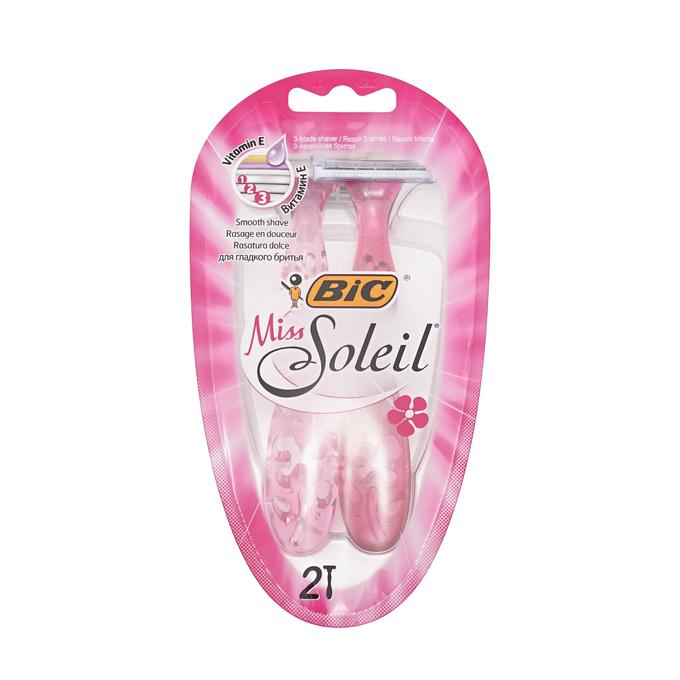 3-blade shaver / Rasoir 3 lames / Rasoio trilama
3-лезвийная бритва
Vitamin E
Витамин E
1
2
3
Smooth shave
Rasage en douceur
Rasatura dolce
для гладкого бритья
BIC®
Miss
Soleil®
2